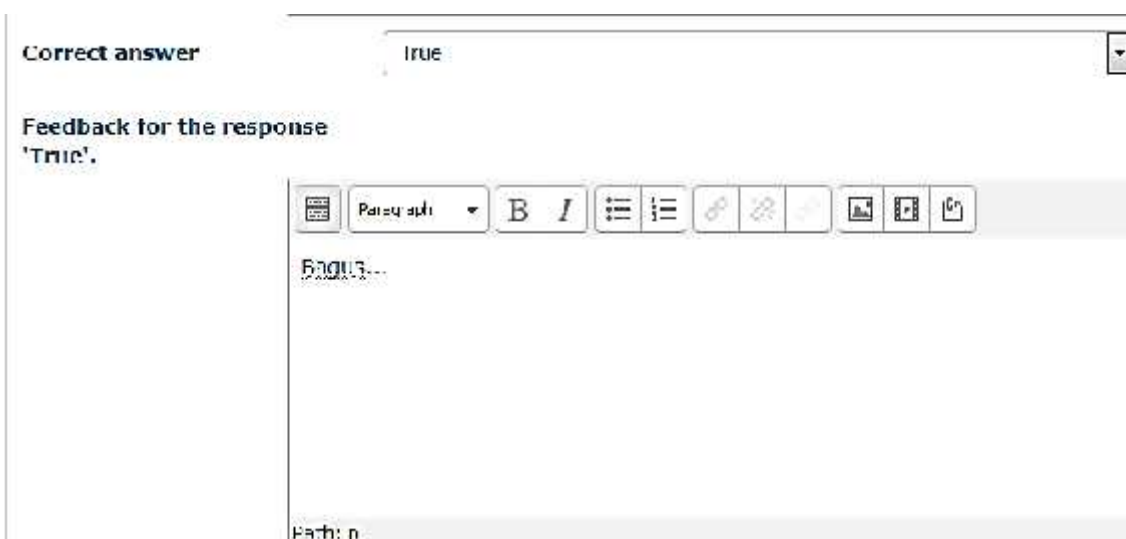 Correct answer
True
Feedback for the response
'True'.
Paragraph
B I
Bagus...
Path: p